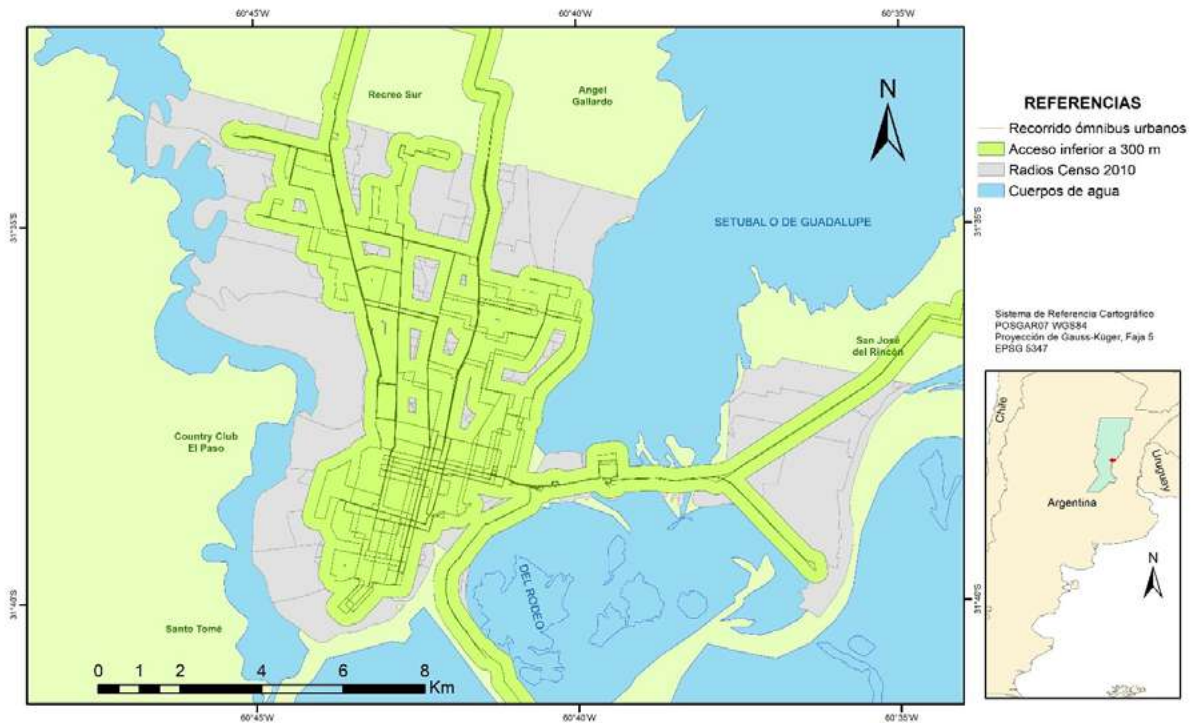 60°45'W
60°40'O
60°35'W
Recreo Sur
Angel
Gallardo
N
REFERENCIAS
Recorrido ómnibus urbanos
Acceso inferior a 300 m
Radios Censo 2010
Cuerpos de agua
31°35'S
SETUBAL O DE GUADALUPE
31°35'S
San José
del Rincón
Sistema de Referencia Cartográfico
POSGAR07 WGS84
Proyección de Gauss-Küger, Faja 5
EPSG 5347
Country Club
El Paso
Chile
Uruguay
Argentina
N
DEL RODEO
31°40'S
31°40'S
Santo Tomé
0 1 2 4 6 8
Km
60°45'W
60°40'W
60°35'W